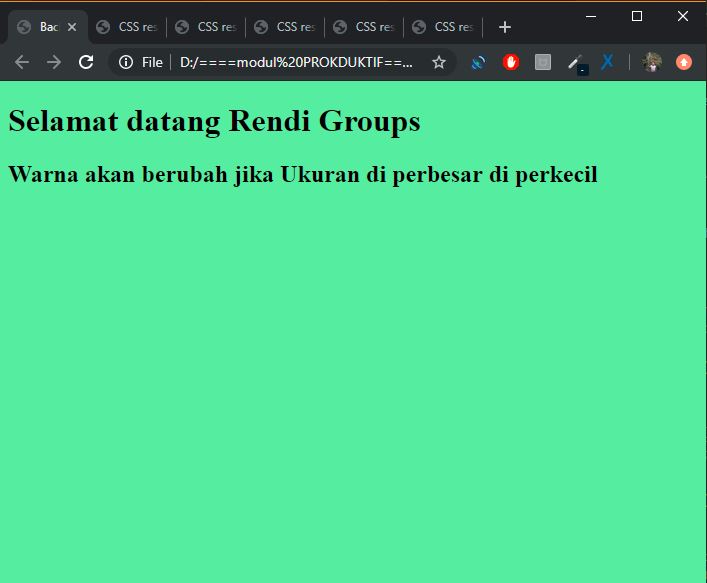 Bac
CSS res
CSS res
CSS res
CSS res
CSS res
File
D:/====modul%20PROKDUKTIF==...
Selamat datang Rendi Groups
Warna akan berubah jika Ukuran di perbesar di perkecil